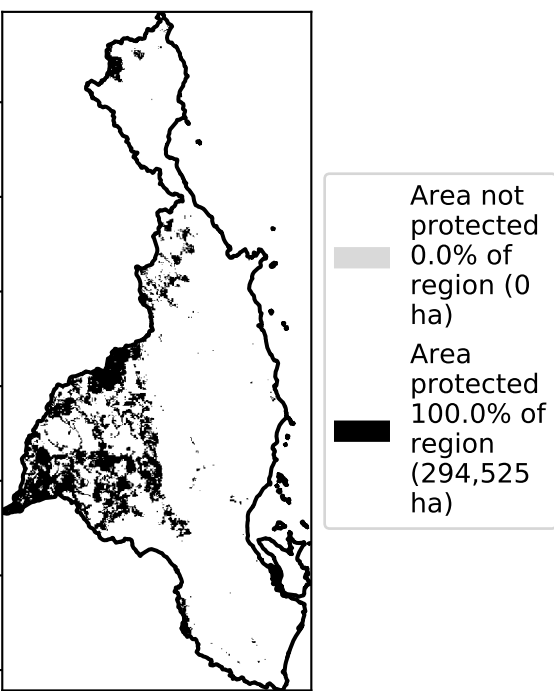 Area not
protected
0.0% of
region (0
ha)
Area
protected
100.0% of
region
(294,525
ha)